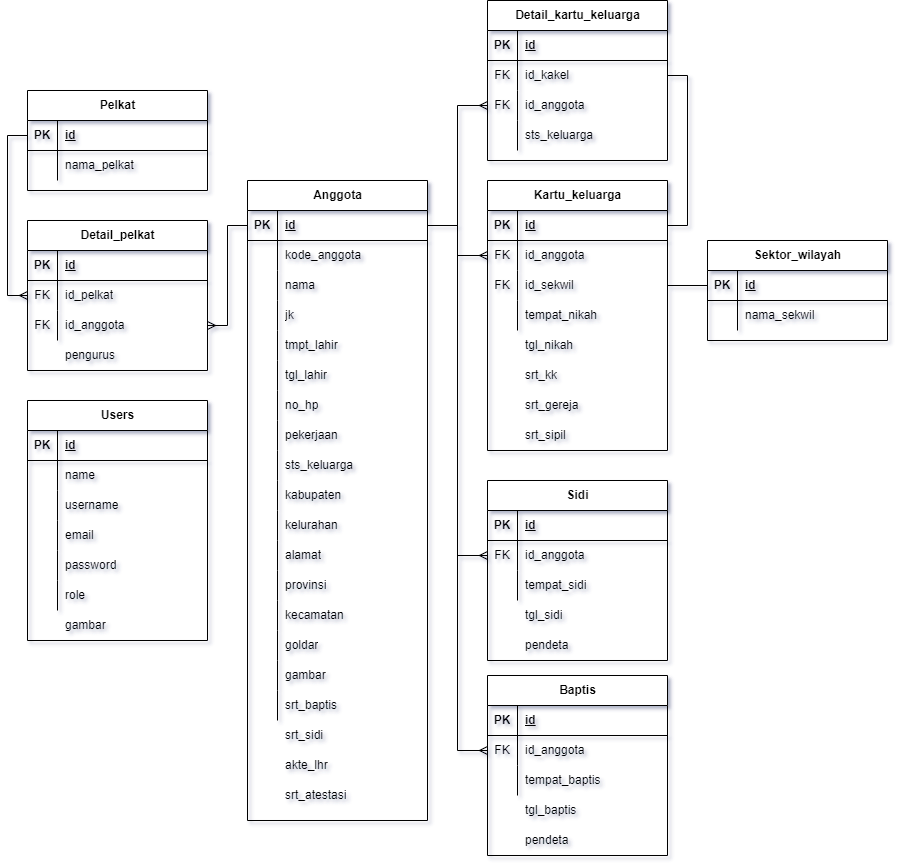 Detail_kartu_keluarga
PK id
FK id_kakel
FK id_anggota
sts_keluarga
Pelkat
PK id
nama_pelkat
Detail_pelkat
PK id
FK id_pelkat
FK id_anggota
pengurus
Users
PK id
name
username
email
password
role
gambar
Anggota
PK id
kode_anggota
nama
jk
tmpt_lahir
tgl_lahir
no_hp
pekerjaan
sts_keluarga
kabupaten
kelurahan
alamat
provinsi
kecamatan
goldar
gambar
srt_baptis
srt_sidi
akte_lhr
srt_atestasi
Kartu_keluarga
PK id
FK id_anggota
FK id_sekwil
tempat_nikah
tgl_nikah
srt_kk
srt_gereja
srt_sipil
Sektor_wilayah
PK id
nama_sekwil
Sidi
PK id
FK id_anggota
tempat_sidi
tgl_sidi
pendeta
Baptis
PK id
FK id_anggota
tempat_baptis
tgl_baptis
pendeta